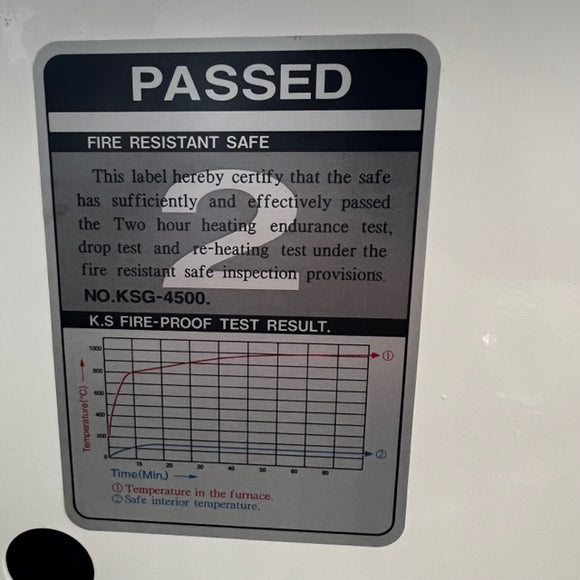 PASSED
FIRE RESISTANT SAFE
2
This label hereby certify that the safe
has sufficiently and effectively passed
the Two hour heating endurance test,
drop test and re-heating test under the
fire resistant safe inspection provisions.
NO.KSG-4500.
K.S FIRE-PROOF TEST RESULT.
1000
800
600
400
200
0
Temperature(°C)
①
②
15 20 30 40 50 60 80
Time(Min.)
① Temperature in the furnace.
② Safe interior temperature.